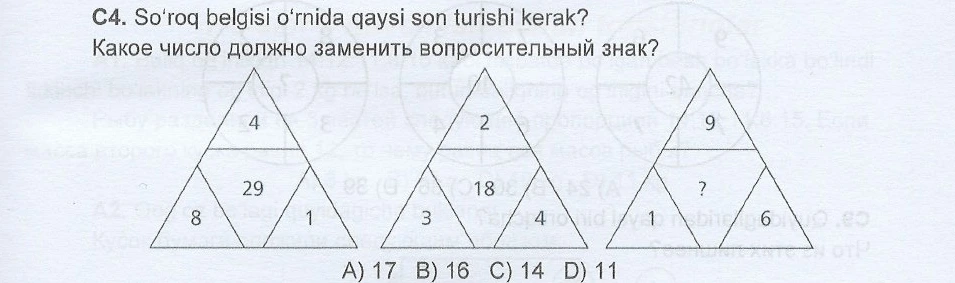 C4. So'roq belgisi o'rnida qaysi son turishi kerak?
Какое число должно заменить вопросительный знак?
4 2 9
29 18 ?
8 1 3 4 1 6
A) 17 B) 16 C) 14 D) 11